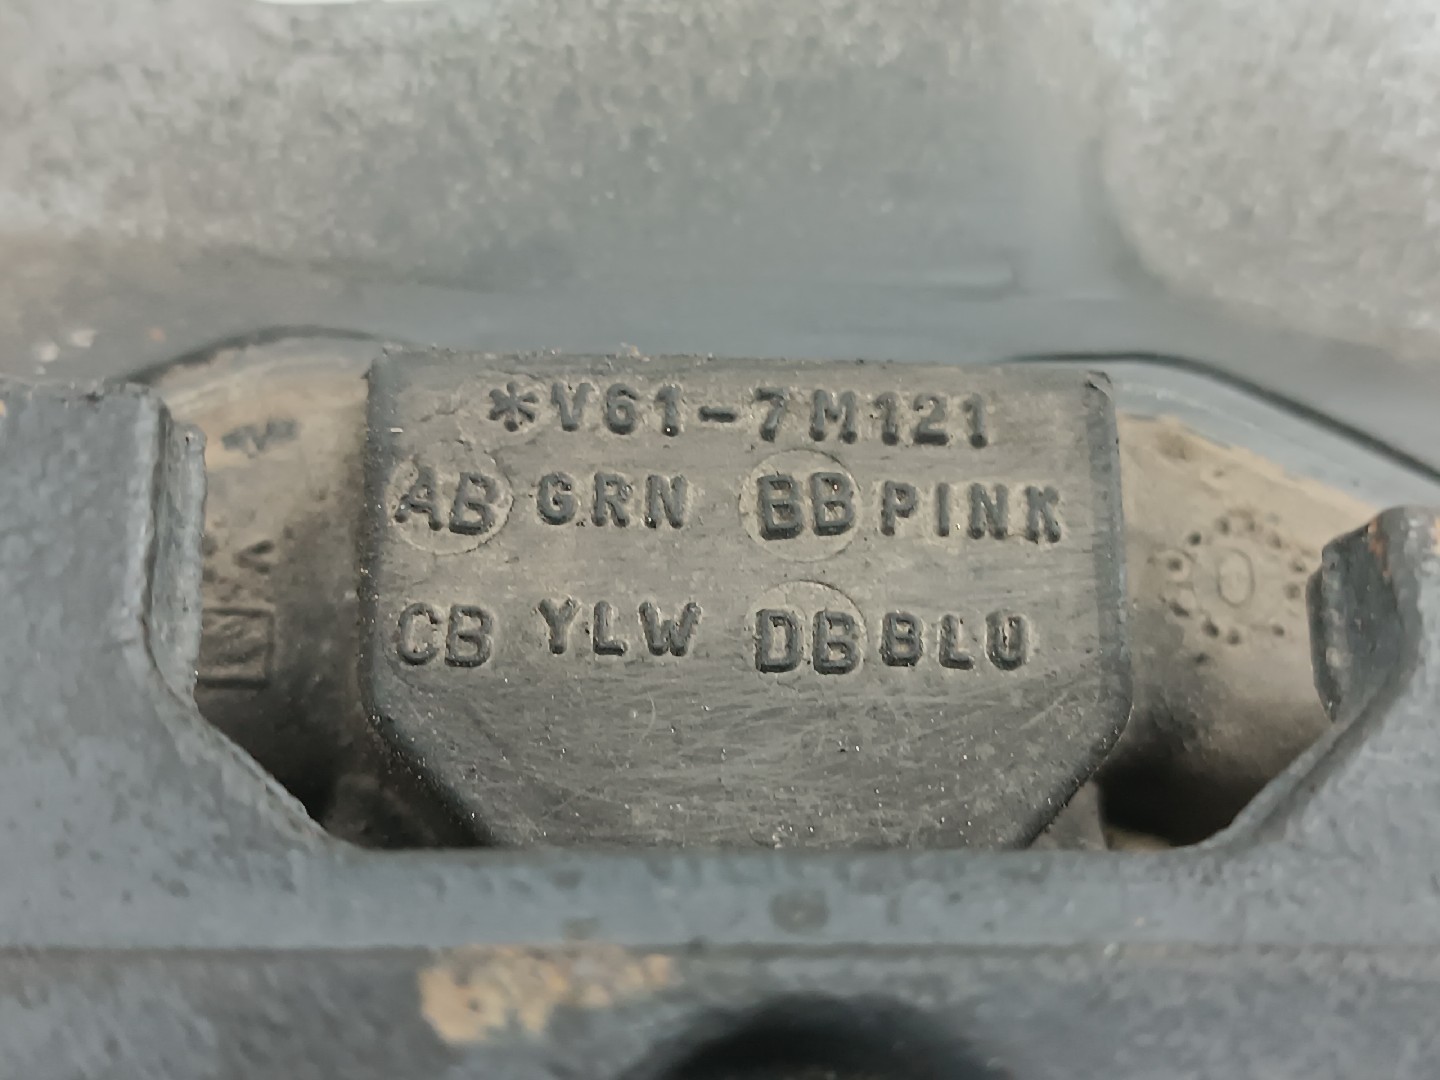 *V61-7M121
AB GRN BB PINK
CB YLW DB BLU